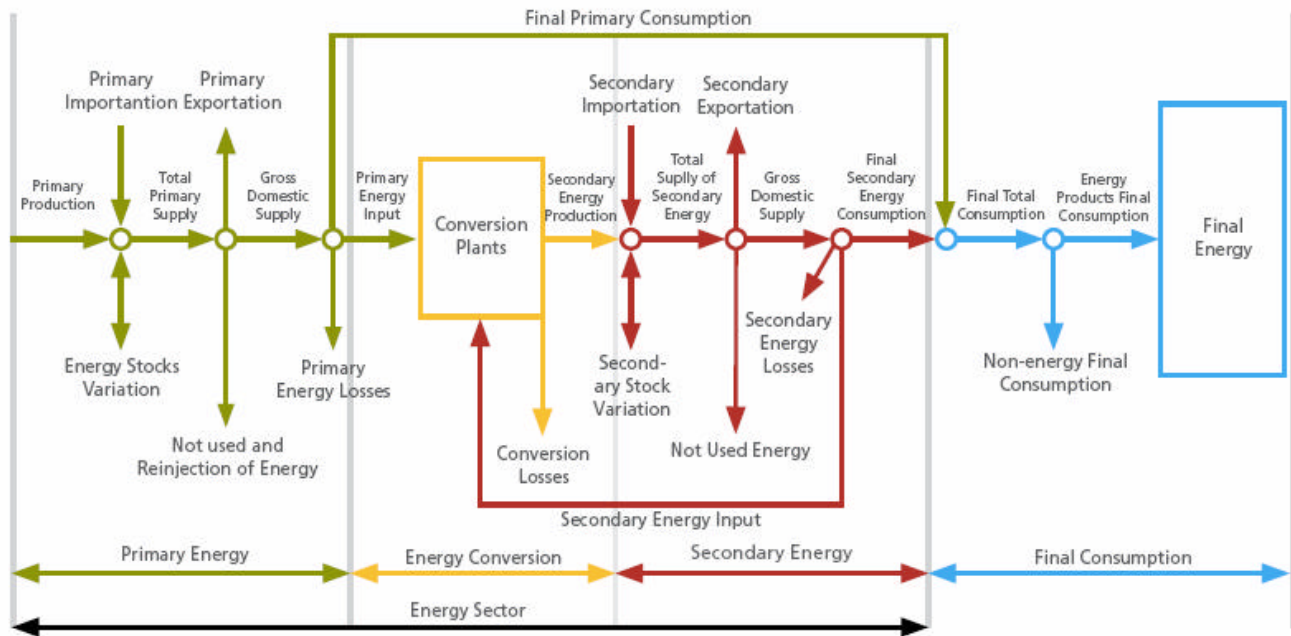 Final Primary Consumption
Primary
Importantion
Primary
Exportation
Secondary
Importation
Secondary
Exportation
Primary
Production
Total
Primary
Supply
Gross
Domestic
Supply
Primary
Energy
Input
Conversion
Plants
Secondary
Energy
Production
Total
Suplly of
Secondary
Energy
Gross
Domestic
Supply
Final
Secondary
Energy
Consumption
Final Total
Consumption
Energy
Products Final
Consumption
Final
Energy
Energy Stocks
Variation
Primary
Energy Losses
Second-
ary Stock
Variation
Secondary
Energy
Losses
Non-energy Final
Consumption
Not used and
Reinjection of Energy
Conversion
Losses
Not Used Energy
Secondary Energy Input
Primary Energy
Energy Conversion
Secondary Energy
Final Consumption
Energy Sector